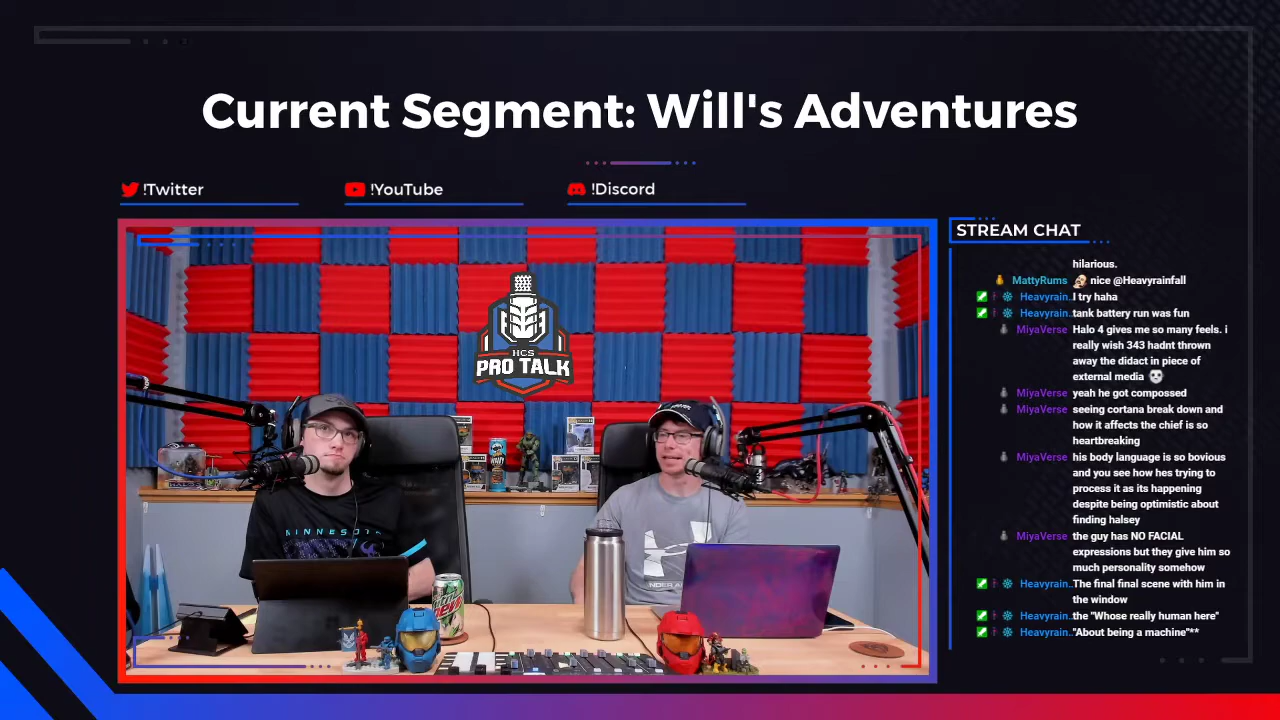 Current Segment: Will's Adventures
!Twitter
!YouTube
!Discord
STREAM CHAT
hilarious.
MattyRums nice @Heavyrainfall
Heavyrain.. I try haha
Heavyrain.. tank battery run was fun
MiyaVerse Halo 4 gives me so many feels. i
really wish 343 hadnt thrown
away the didact in piece of
external media
MiyaVerse yeah he got compossed
MiyaVerse seeing cortana break down and
how it affects the chief is so
heartbreaking
MiyaVerse his body language is so bovious
and you see how hes trying to
process it as its happening
despite being optimistic about
finding halsey
MiyaVerse the guy has NO FACIAL
expressions but they give him so
much personality somehow
Heavyrain.. The final final scene with him in
the window
Heavyrain.. the "Whose really human here"
Heavyrain.. "About being a machine"**
HCS
PRO TALK
MINNESOTA
UNDER A
mtn
DEW